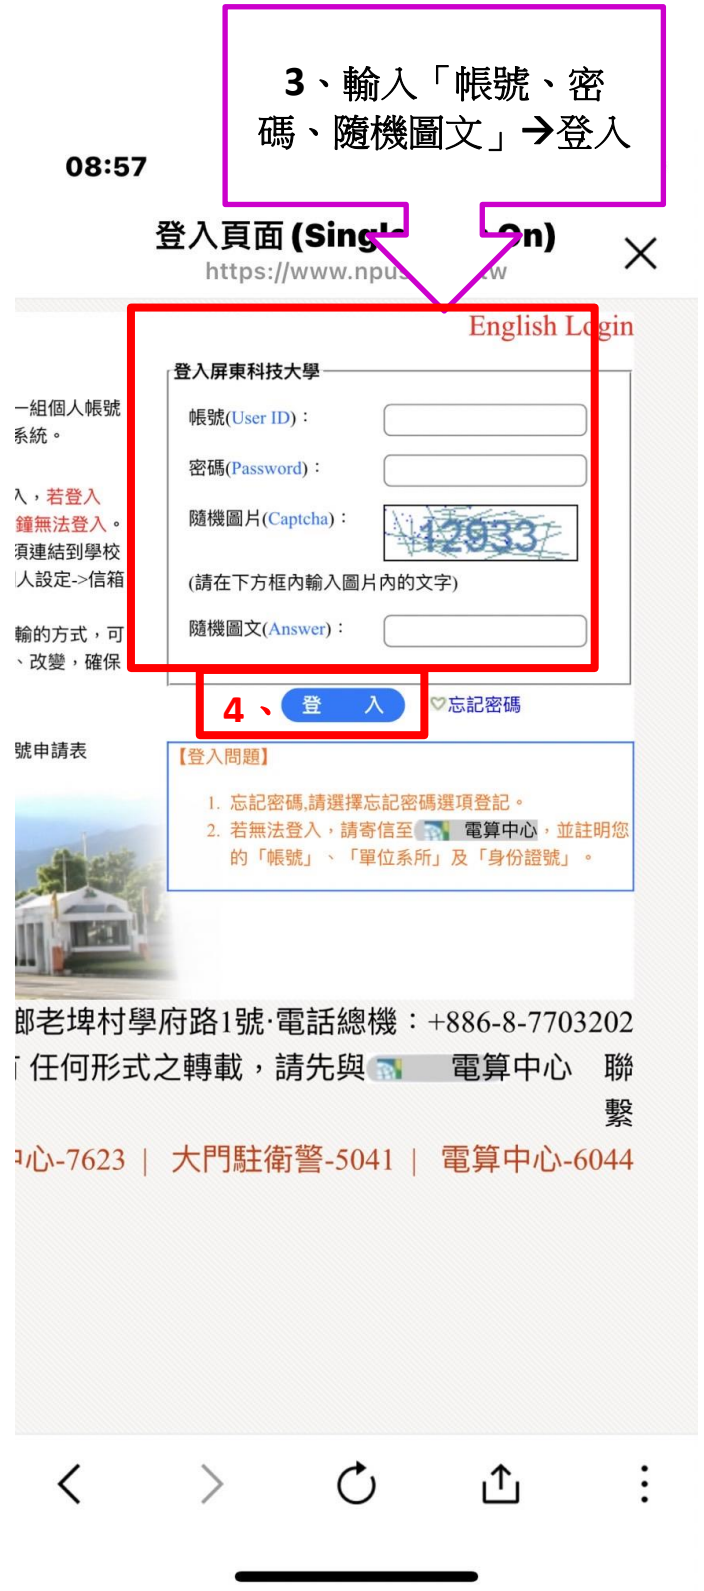 3、輸入「帳號、密
碼、隨機圖文」→登入
08:57
登入頁面 (Single On)
https://www.npus
English Login
登入屏東科技大學
一組個人帳號
帳號(User ID)：
系統。
密碼(Password)：
入，若登入
鐘無法登入。
隨機圖片(Captcha)：
須連結到學校
人設定->信箱
(請在下方框內輸入圖片內的文字)
輸的方式，可
隨機圖文(Answer)：
、改變，確保
4、
登 入
忘記密碼
號申請表
【登入問題】
1. 忘記密碼,請選擇忘記密碼選項登記。
2. 若無法登入，請寄信至 電算中心，並註明您
的「帳號」、「單位系所」及「身份證號」。
鄉老埤村學府路1號·電話總機：+886-8-7703202
任何形式之轉載，請先與 電算中心 聯
繫
中心-7623 | 大門駐衛警-5041 | 電算中心-6044